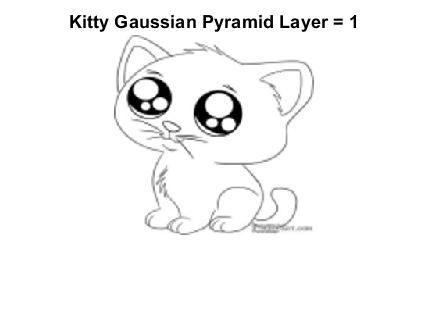 Kitty Gaussian Pyramid Layer = 1